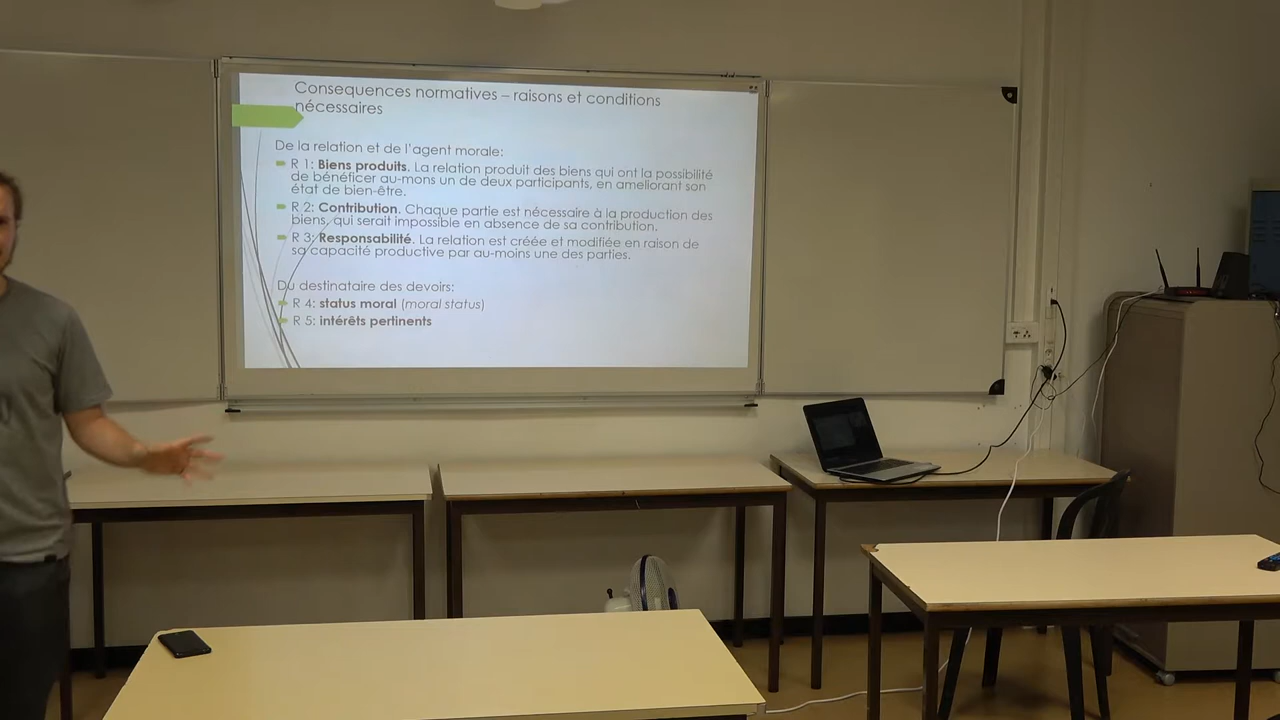 Consequences normatives – raisons et conditions
nécessaires
De la relation et de l'agent morale:
R 1: Biens produits. La relation produit des biens qui ont la possibilité
de bénéficer au-mons un de deux participants, en ameliorant son
état de bien-être.
R 2: Contribution. Chaque partie est nécessaire à la production des
biens, qui serait impossible en absence de sa contribution.
R 3: Responsabilité. La relation est créée et modifiée en raison de
sa capacité productive par au-moins une des parties.
Du destinataire des devoirs:
R 4: status moral (moral status)
R 5: intérêts pertinents